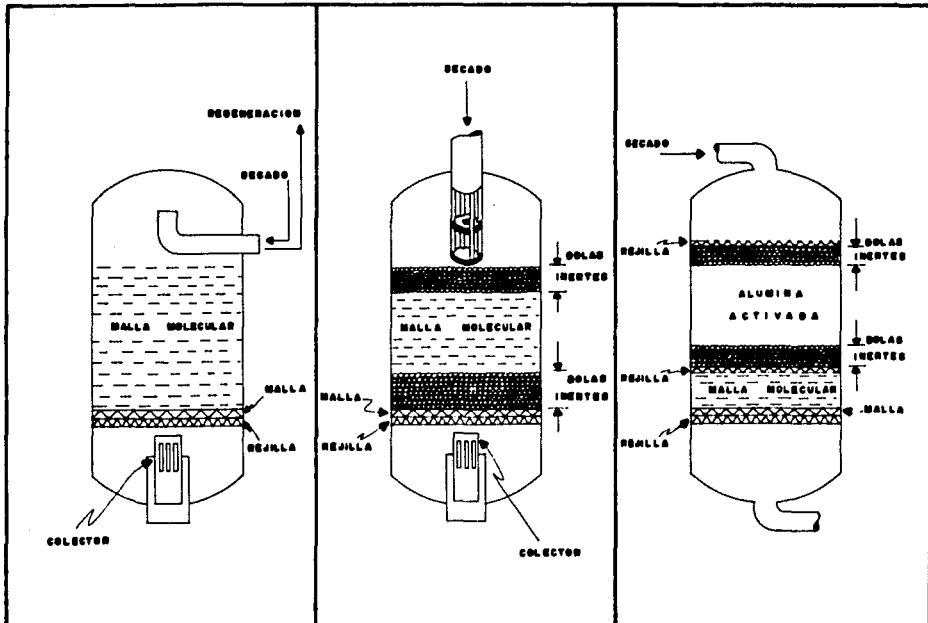 REGENERACION
SECADO
MALLA MOLECULAR
MALLA
REJILLA
COLECTOR
SECADO
BOLAS
INERTES
MALLA MOLECULAR
BOLAS
INERTES
MALLA
REJILLA
COLECTOR
SECADO
REJILLA
BOLAS
INERTES
ALUMINA
ACTIVADA
BOLAS
INERTES
REJILLA
MALLA MOLECULAR
MALLA
REJILLA